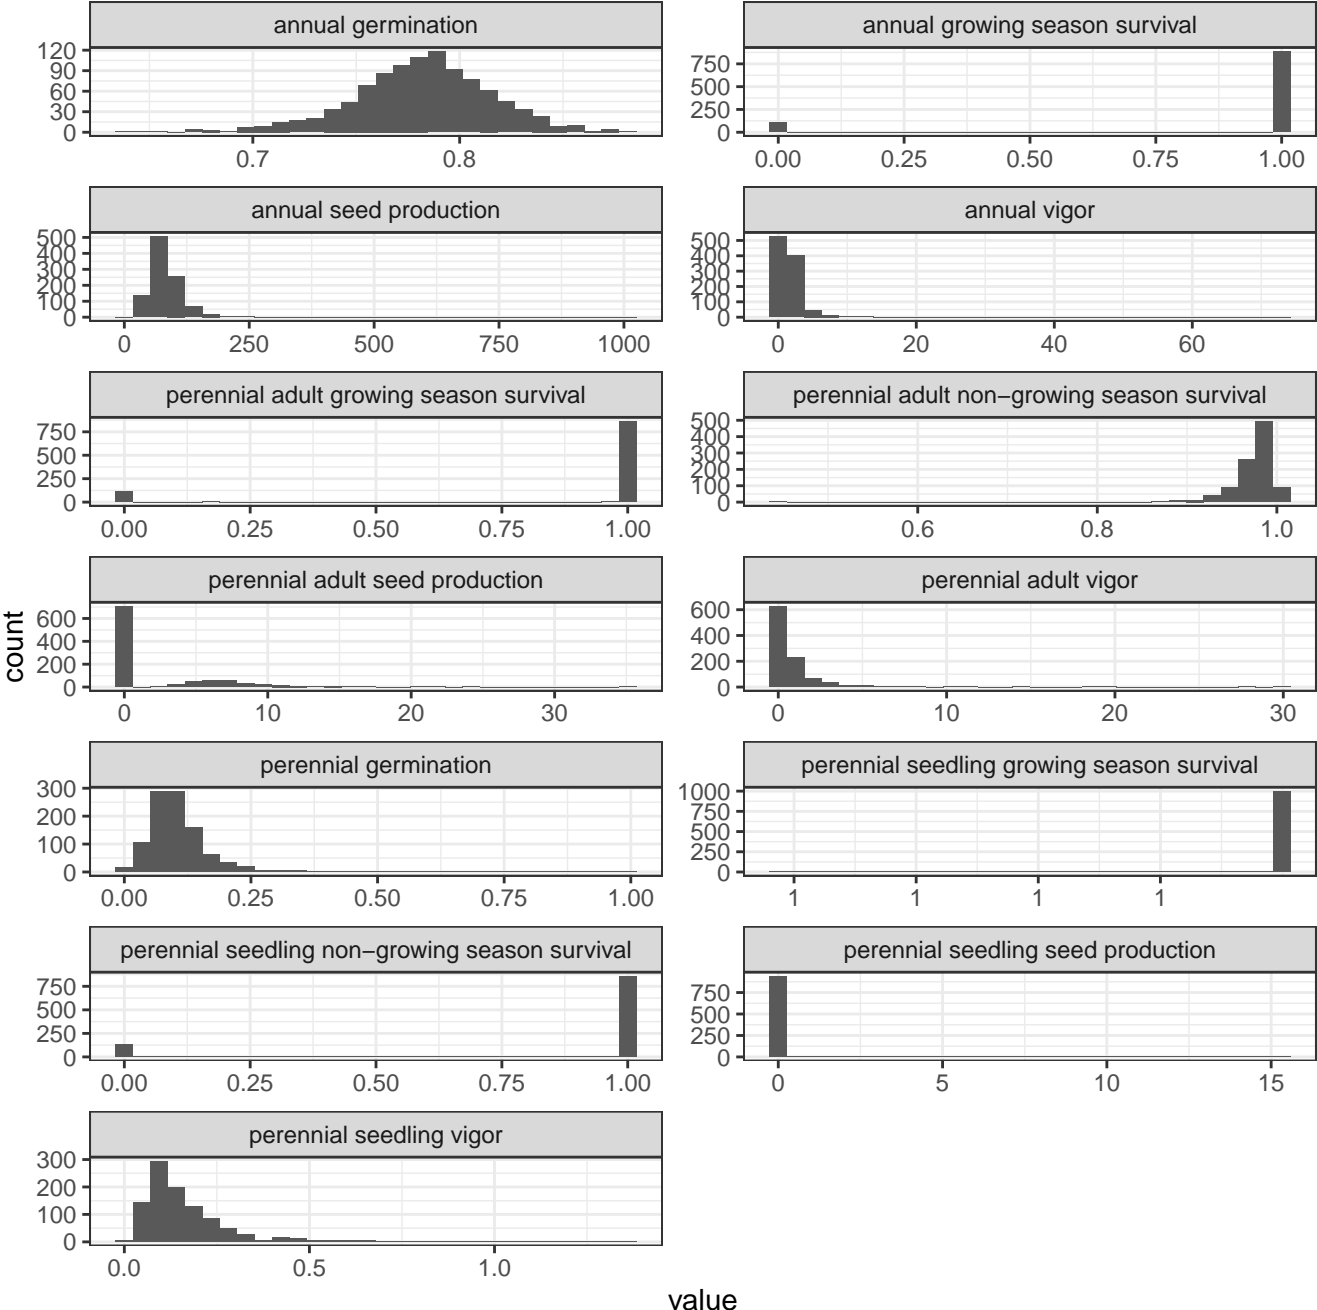 annual germination
120
90
60
30
0
0.7 0.8
annual growing season survival
750
500
250
0
0.00 0.25 0.50 0.75 1.00
annual seed production
500
400
300
200
100
0
0 250 500 750 1000
annual vigor
500
400
300
200
100
0
0 20 40 60
perennial adult growing season survival
750
500
250
0
0.00 0.25 0.50 0.75 1.00
perennial adult non−growing season survival
500
400
300
200
100
0
0.6 0.8 1.0
perennial adult seed production
600
400
200
0
0 10 20 30
perennial adult vigor
600
400
200
0
0 10 20 30
count
perennial germination
300
200
100
0
0.00 0.25 0.50 0.75 1.00
perennial seedling growing season survival
1000
750
500
250
0
1 1 1 1
perennial seedling non−growing season survival
750
500
250
0
0.00 0.25 0.50 0.75 1.00
perennial seedling seed production
750
500
250
0
0 5 10 15
perennial seedling vigor
300
200
100
0
0.0 0.5 1.0
value